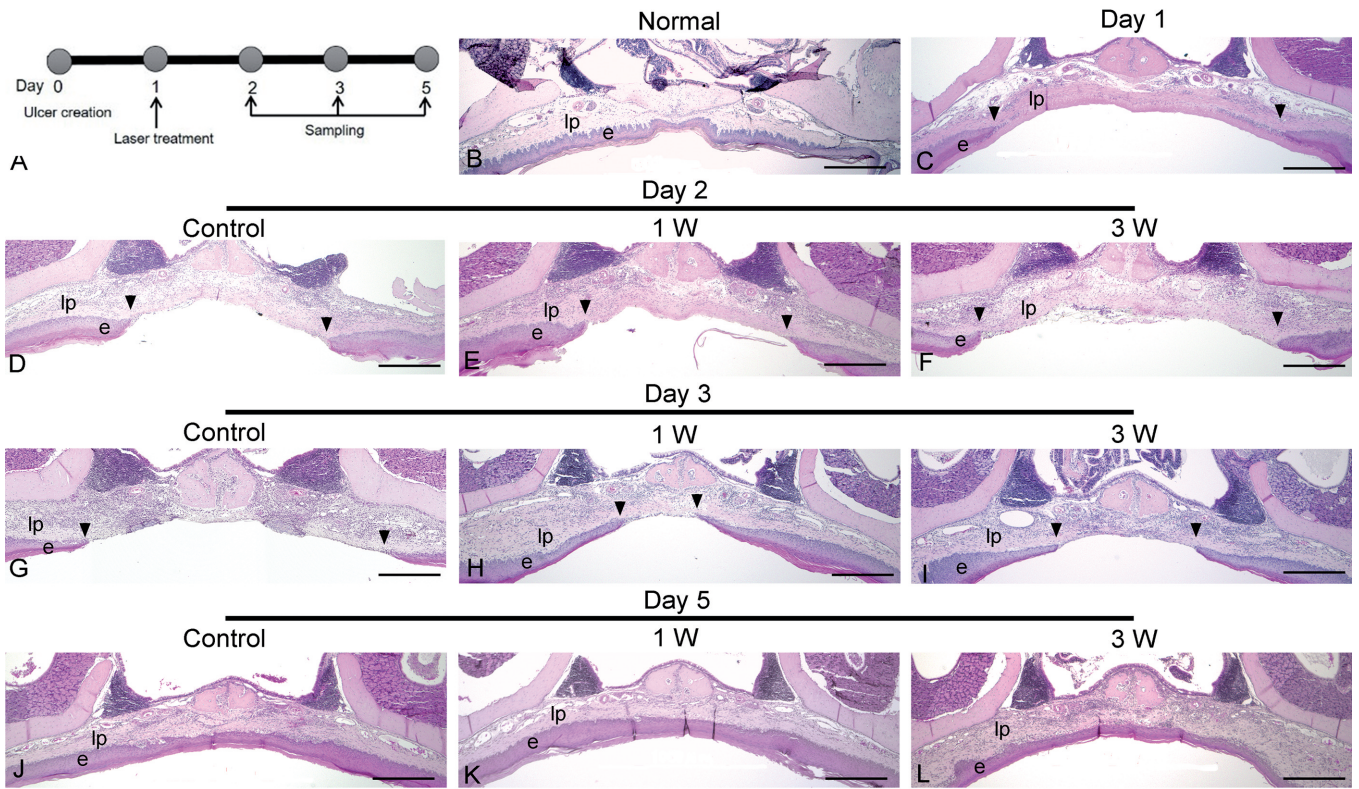 Day 0 1 2 3 5
Ulcer creation
Laser treatment
Sampling
A
Normal
lp
e
B
Day 1
lp
e
C
Day 2
Control
1 W
3 W
lp
e
D
lp
e
E
lp
e
F
Day 3
Control
1 W
3 W
lp
e
G
lp
e
H
lp
e
I
Day 5
Control
1 W
3 W
lp
e
J
lp
e
K
lp
e
L